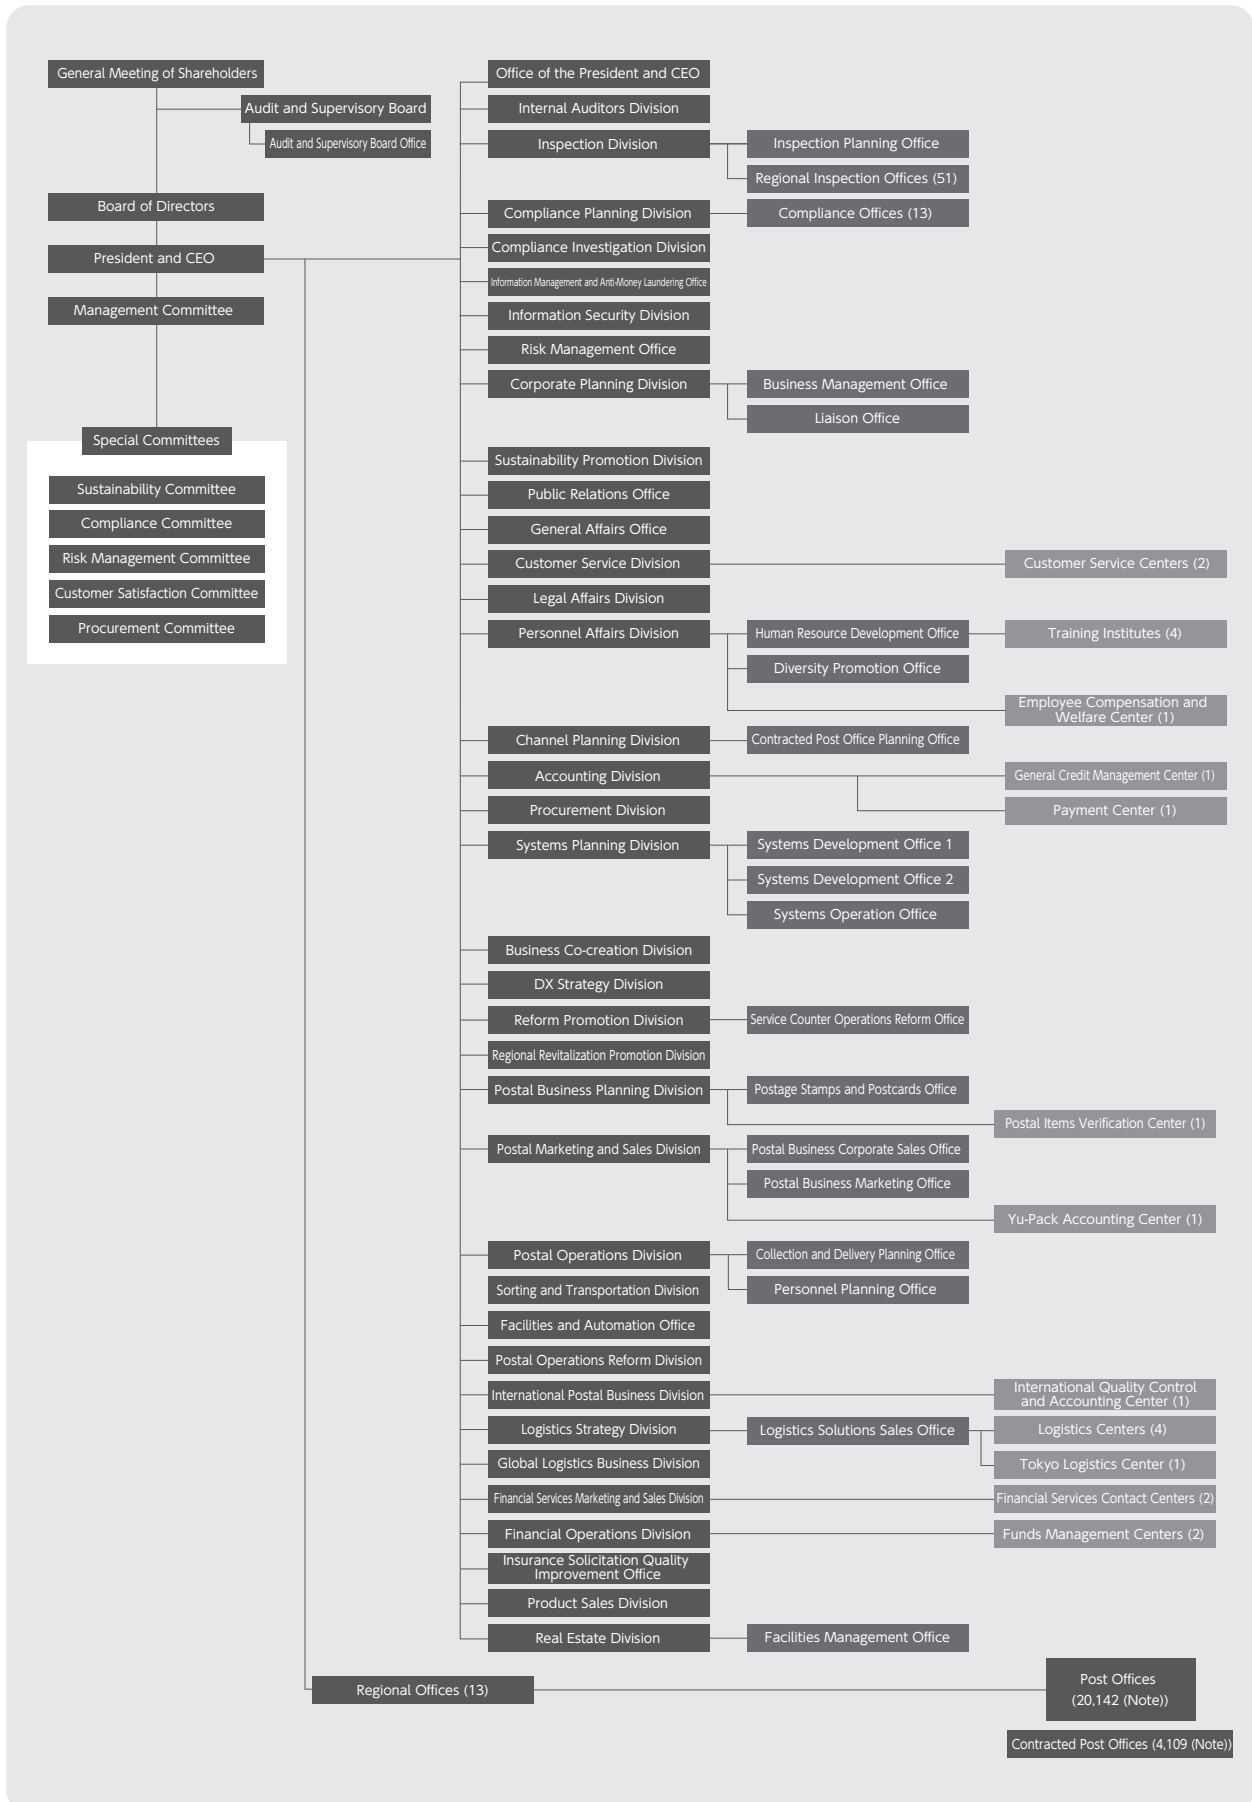 General Meeting of Shareholders
Audit and Supervisory Board
Audit and Supervisory Board Office
Board of Directors
President and CEO
Management Committee
Special Committees
Sustainability Committee
Compliance Committee
Risk Management Committee
Customer Satisfaction Committee
Procurement Committee
Office of the President and CEO
Internal Auditors Division
Inspection Division
Inspection Planning Office
Regional Inspection Offices (51)
Compliance Planning Division
Compliance Offices (13)
Compliance Investigation Division
Information Management and Anti-Money Laundering Office
Information Security Division
Risk Management Office
Corporate Planning Division
Business Management Office
Liaison Office
Sustainability Promotion Division
Public Relations Office
General Affairs Office
Customer Service Division
Customer Service Centers (2)
Legal Affairs Division
Personnel Affairs Division
Human Resource Development Office
Training Institutes (4)
Diversity Promotion Office
Employee Compensation and
Welfare Center (1)
Channel Planning Division
Contracted Post Office Planning Office
Accounting Division
General Credit Management Center (1)
Payment Center (1)
Procurement Division
Systems Planning Division
Systems Development Office 1
Systems Development Office 2
Systems Operation Office
Business Co-creation Division
DX Strategy Division
Reform Promotion Division
Service Counter Operations Reform Office
Regional Revitalization Promotion Division
Postal Business Planning Division
Postage Stamps and Postcards Office
Postal Items Verification Center (1)
Postal Marketing and Sales Division
Postal Business Corporate Sales Office
Postal Business Marketing Office
Yu-Pack Accounting Center (1)
Postal Operations Division
Collection and Delivery Planning Office
Personnel Planning Office
Sorting and Transportation Division
Facilities and Automation Office
Postal Operations Reform Division
International Postal Business Division
International Quality Control
and Accounting Center (1)
Logistics Strategy Division
Logistics Solutions Sales Office
Logistics Centers (4)
Tokyo Logistics Center (1)
Global Logistics Business Division
Financial Services Marketing and Sales Division
Financial Services Contact Centers (2)
Financial Operations Division
Funds Management Centers (2)
Insurance Solicitation Quality
Improvement Office
Product Sales Division
Real Estate Division
Facilities Management Office
Regional Offices (13)
Post Offices
(20,142 (Note))
Contracted Post Offices (4,109 (Note))